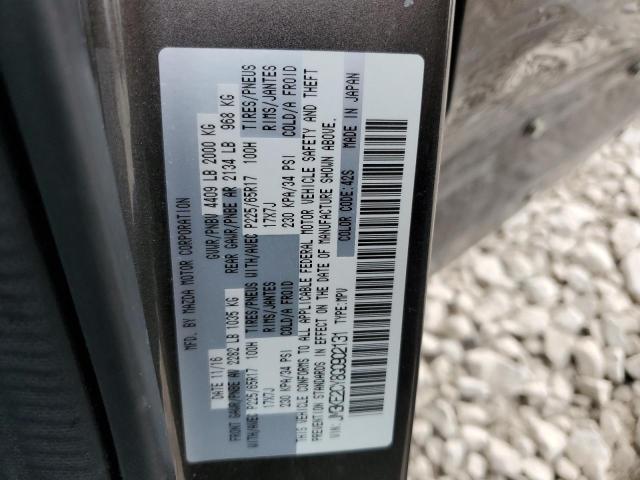 MFD. BY MAZDA MOTOR CORPORATION
DATE 11/16 GVWR/PNBV 4409 LB 2000 KG
FRONT GAWR/PNBE AV 2282 LB 1035 KG REAR GAWR/PNBE AR 2134 LB 968 KG
WITH/AVEC P225/65R17 100H TIRES/PNEUS WITH/AVEC P225/65R17 100H TIRES/PNEUS
17X7J RIMS/JANTES 17X7J RIMS/JANTES
230 KPA/34 PSI COLD/A FROID 230 KPA/34 PSI COLD/A FROID
THIS VEHICLE CONFORMS TO ALL APPLICABLE FEDERAL MOTOR VEHICLE SAFETY AND THEFT
PREVENTION STANDARDS IN EFFECT ON THE DATE OF MANUFACTURE SHOWN ABOVE.
VIN: TYPE:MPV COLOR CODE:42S MADE IN JAPAN